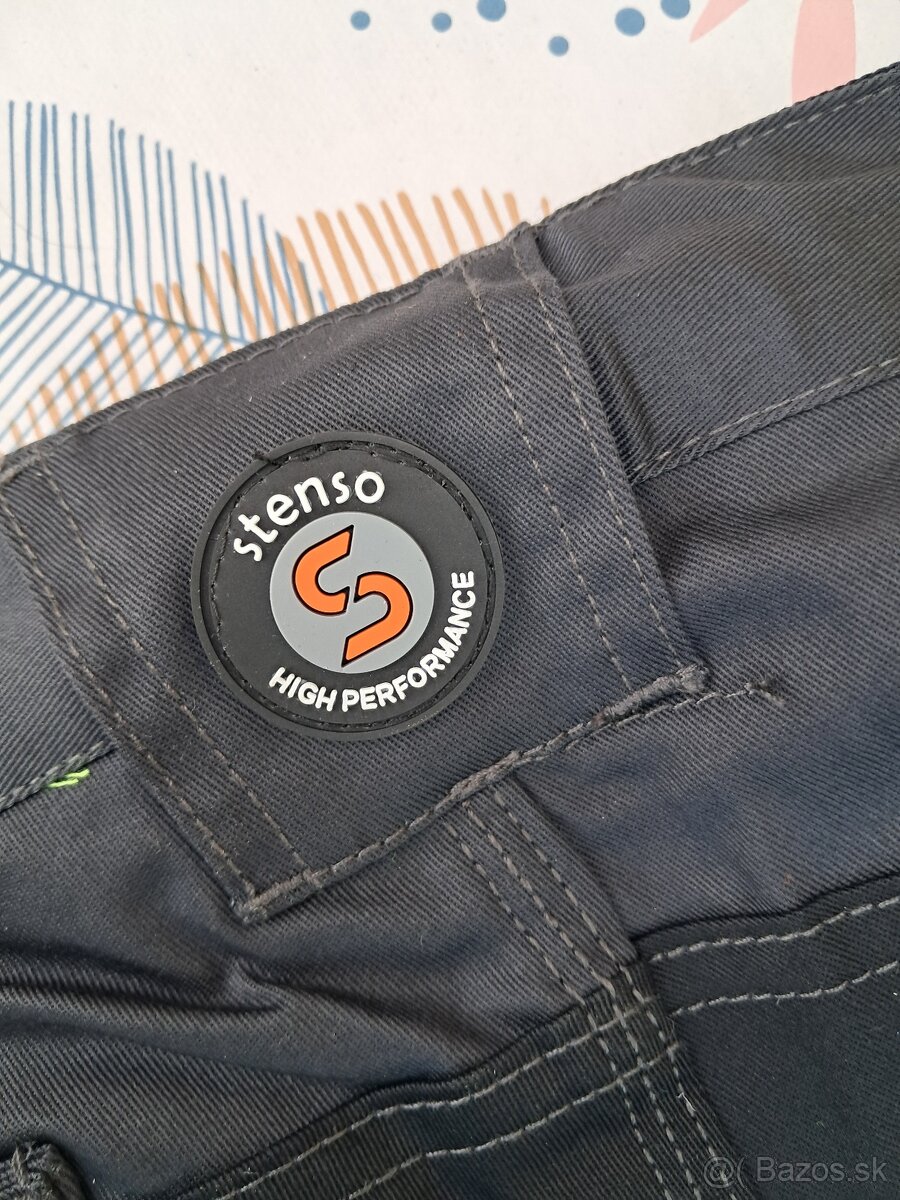 stenso
HIGH PERFORMANCE
@( Bazos.sk